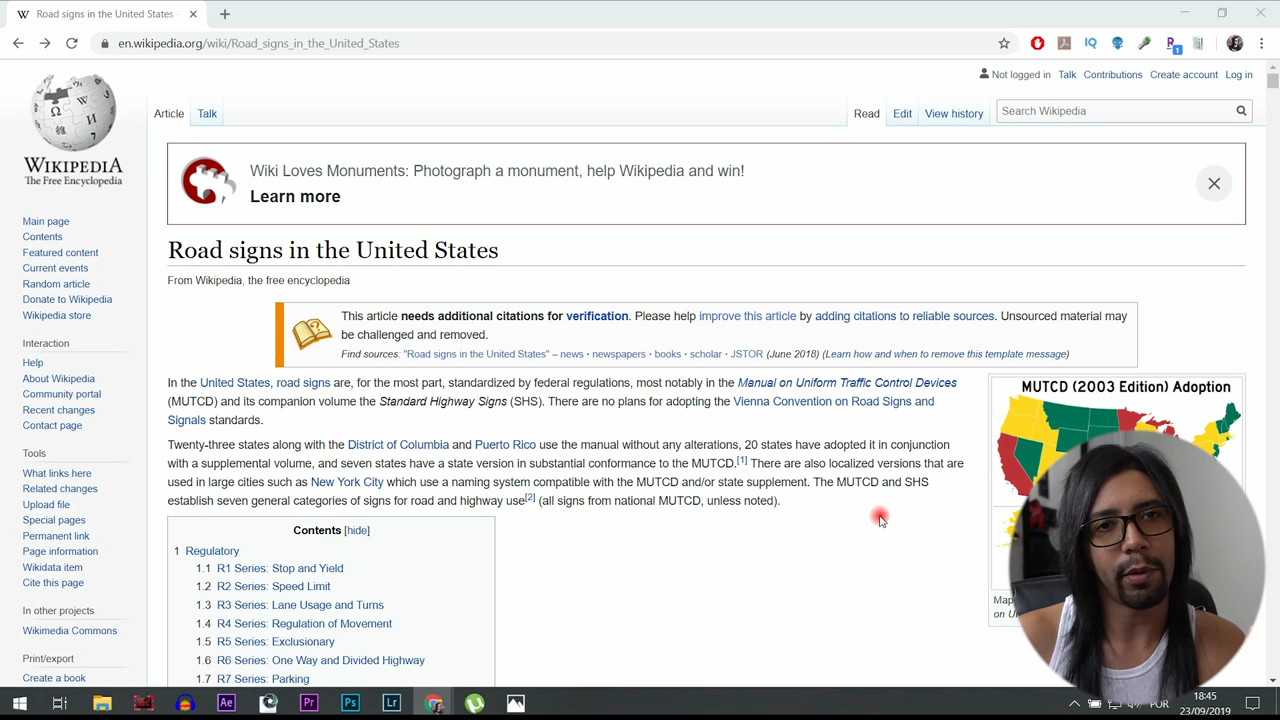 Road signs in the United States
en.wikipedia.org/wiki/Road_signs_in_the_United_States
IQ
R
1
Not logged in Talk Contributions Create account Log in
Article Talk
Read Edit View history
Search Wikipedia
WIKIPEDIA
The Free Encyclopedia
Main page
Contents
Featured content
Current events
Random article
Donate to Wikipedia
Wikipedia store
Interaction
Help
About Wikipedia
Community portal
Recent changes
Contact page
Tools
What links here
Related changes
Upload file
Special pages
Permanent link
Page information
Wikidata item
Cite this page
In other projects
Wikimedia Commons
Print/export
Create a book
Wiki Loves Monuments: Photograph a monument, help Wikipedia and win!
Learn more
Road signs in the United States
From Wikipedia, the free encyclopedia
This article needs additional citations for verification. Please help improve this article by adding citations to reliable sources. Unsourced material may
be challenged and removed.
Find sources: "Road signs in the United States" – news · newspapers · books · scholar · JSTOR (June 2018) (Learn how and when to remove this template message)
In the United States, road signs are, for the most part, standardized by federal regulations, most notably in the Manual on Uniform Traffic Control Devices
(MUTCD) and its companion volume the Standard Highway Signs (SHS). There are no plans for adopting the Vienna Convention on Road Signs and
Signals standards.
Twenty-three states along with the District of Columbia and Puerto Rico use the manual without any alterations, 20 states have adopted it in conjunction
with a supplemental volume, and seven states have a state version in substantial conformance to the MUTCD.[1] There are also localized versions that are
used in large cities such as New York City which use a naming system compatible with the MUTCD and/or state supplement. The MUTCD and SHS
establish seven general categories of signs for road and highway use[2] (all signs from national MUTCD, unless noted).
MUTCD (2003 Edition) Adoption
Map
on
Contents [hide]
1 Regulatory
1.1 R1 Series: Stop and Yield
1.2 R2 Series: Speed Limit
1.3 R3 Series: Lane Usage and Turns
1.4 R4 Series: Regulation of Movement
1.5 R5 Series: Exclusionary
1.6 R6 Series: One Way and Divided Highway
1.7 R7 Series: Parking
Ae
Pr
Ps
Lr
POR
18:45
23/09/2019